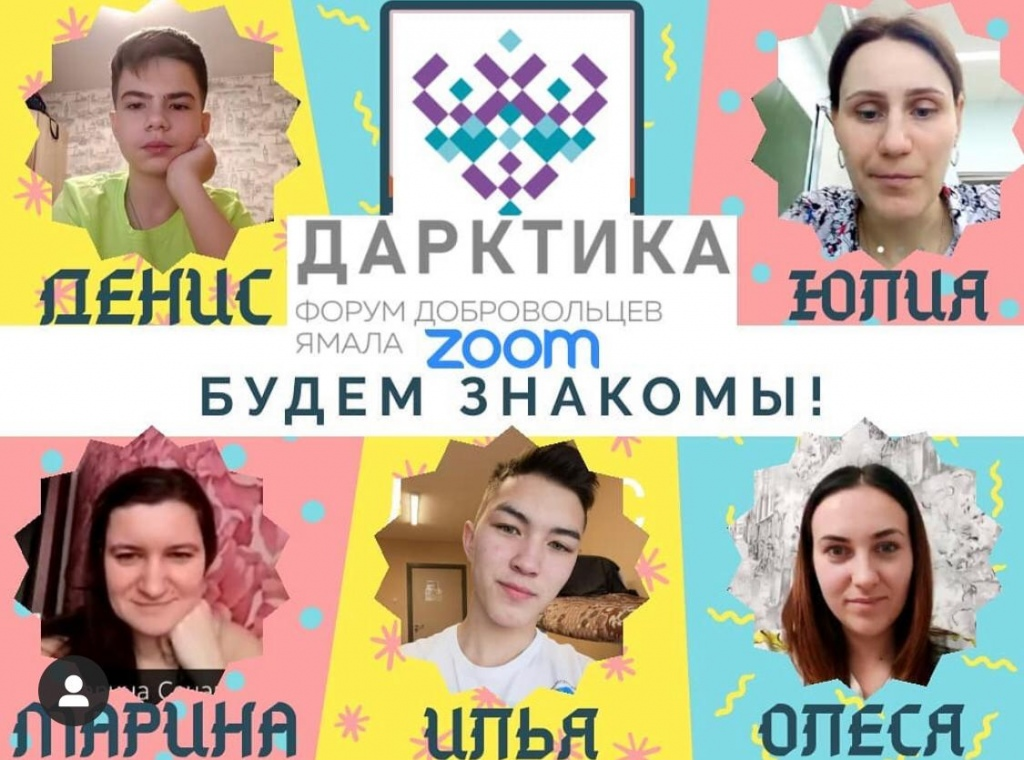 ДАРКТИКА
ДЕНИС
ЮЛИЯ
ФОРУМ ДОБРОВОЛЬЦЕВ
ЯМАЛА zoom
БУДЕМ ЗНАКОМЫ!
МАРИНА
ИЛЬЯ
ОЛЕСЯ